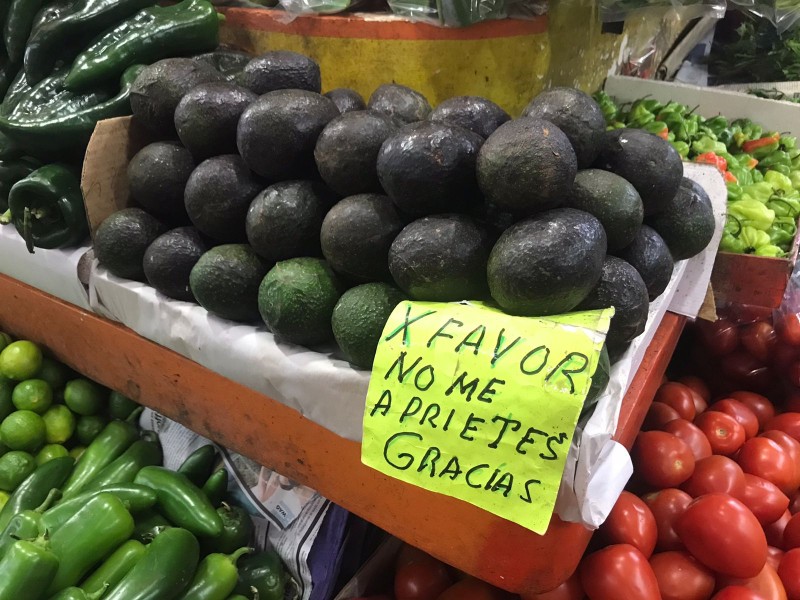 X FAVOR
NO ME
APRIETES
GRACIAS